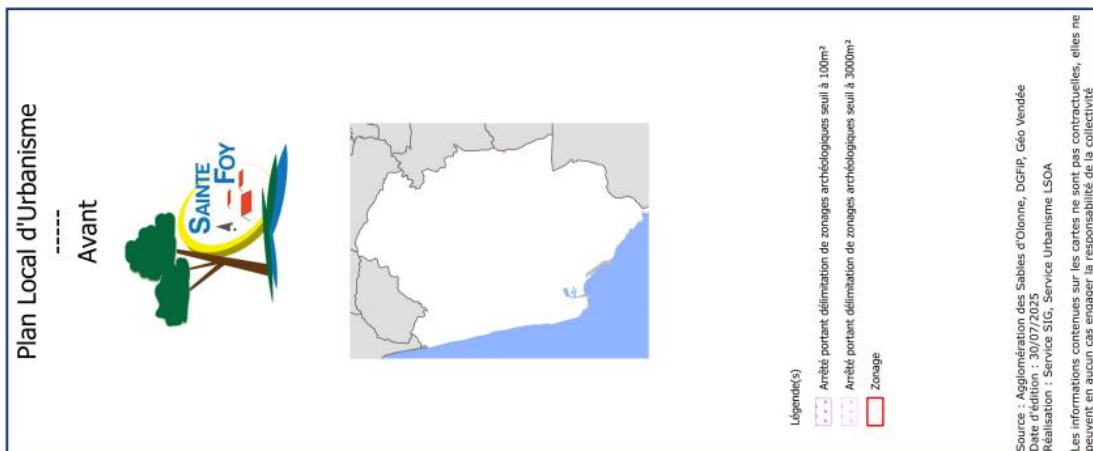 Plan Local d'Urbanisme
-----
Avant
SAINTE
FOY
Légende(s)
Arrêté portant délimitation de zonages archéologiques seuil à 100m²
Arrêté portant délimitation de zonages archéologiques seuil à 3000m²
Zonage
Source : Agglomération des Sables d'Olonne, DGFiP, Géo Vendée
Date d'édition : 30/07/2025
Réalisation : Service SIG, Service Urbanisme LSOA
Les informations contenues sur les cartes ne sont pas contractuelles, elles ne
peuvent en aucun cas engager la responsabilité de la collectivité